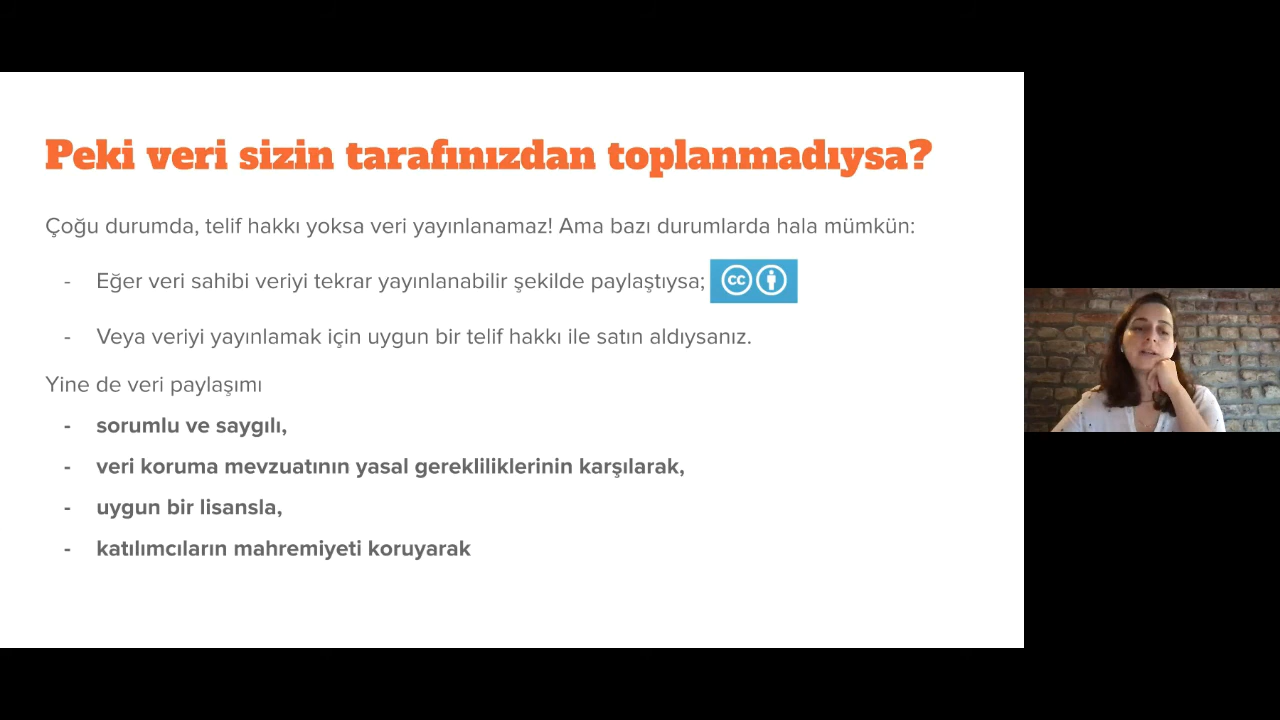 Peki veri sizin tarafınızdan toplanmadıysa?
Çoğu durumda, telif hakkı yoksa veri yayınlanamaz! Ama bazı durumlarda hala mümkün:
- Eğer veri sahibi veriyi tekrar yayınlanabilir şekilde paylaştıysa; cc
- Veya veriyi yayınlamak için uygun bir telif hakkı ile satın aldıysanız.
Yine de veri paylaşımı
- sorumlu ve saygılı,
- veri koruma mevzuatının yasal gerekliliklerinin karşılarak,
- uygun bir lisansla,
- katılımcıların mahremiyeti koruyarak